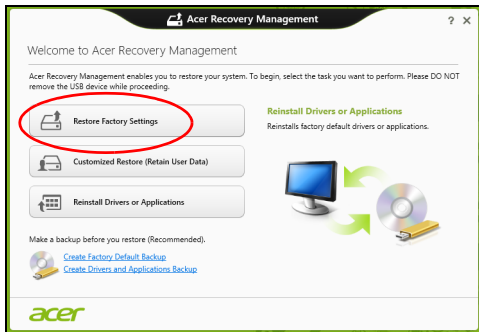 Acer Recovery Management
? ×
Welcome to Acer Recovery Management
Acer Recovery Management enables you to restore your system. To begin, select the task you want to perform. Please DO NOT
remove the USB device while proceeding.
Restore Factory Settings
Customized Restore (Retain User Data)
Reinstall Drivers or Applications
Reinstall Drivers or Applications
Reinstalls factory default drivers or applications.
Make a backup before you restore (Recommended).
Create Factory Default Backup
Create Drivers and Applications Backup
acer